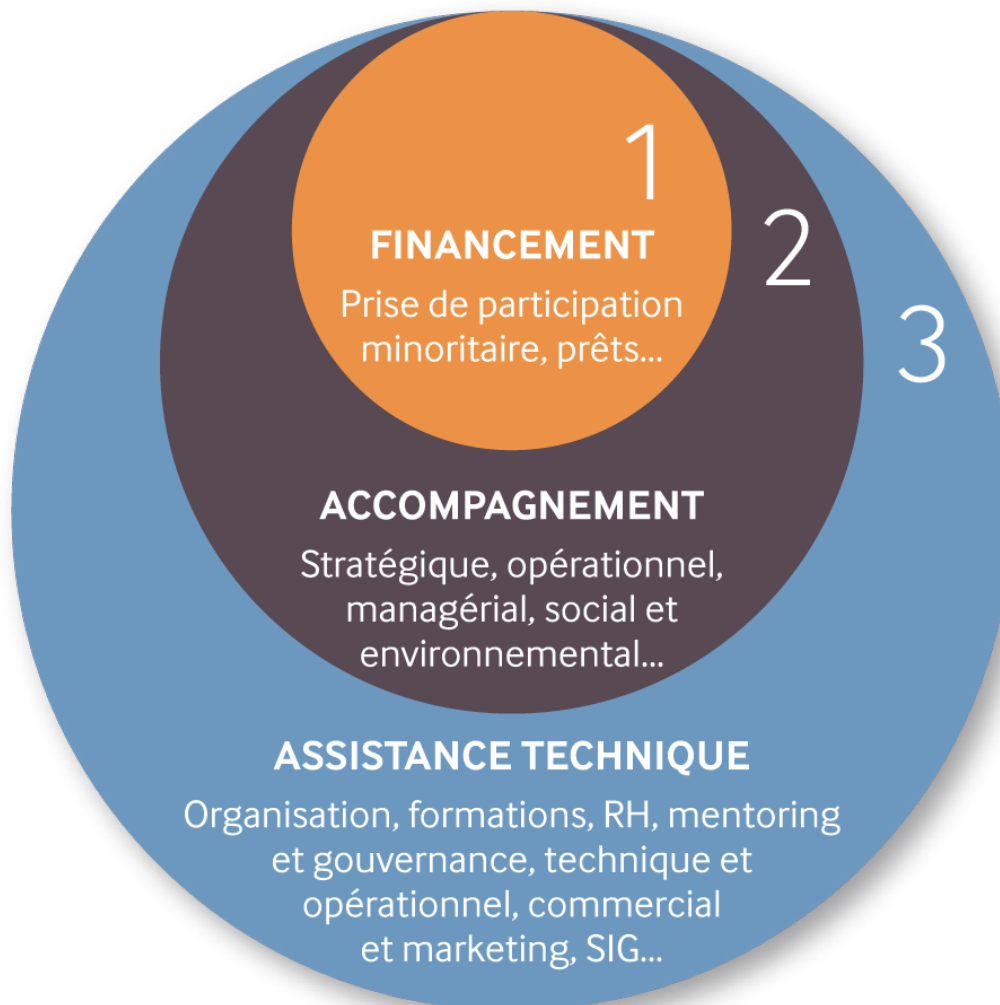 1
FINANCEMENT
Prise de participation
minoritaire, prêts...
2
3
ACCOMPAGNEMENT
Stratégique, opérationnel,
managérial, social et
environnemental...
ASSISTANCE TECHNIQUE
Organisation, formations, RH, mentoring
et gouvernance, technique et
opérationnel, commercial
et marketing, SIG...